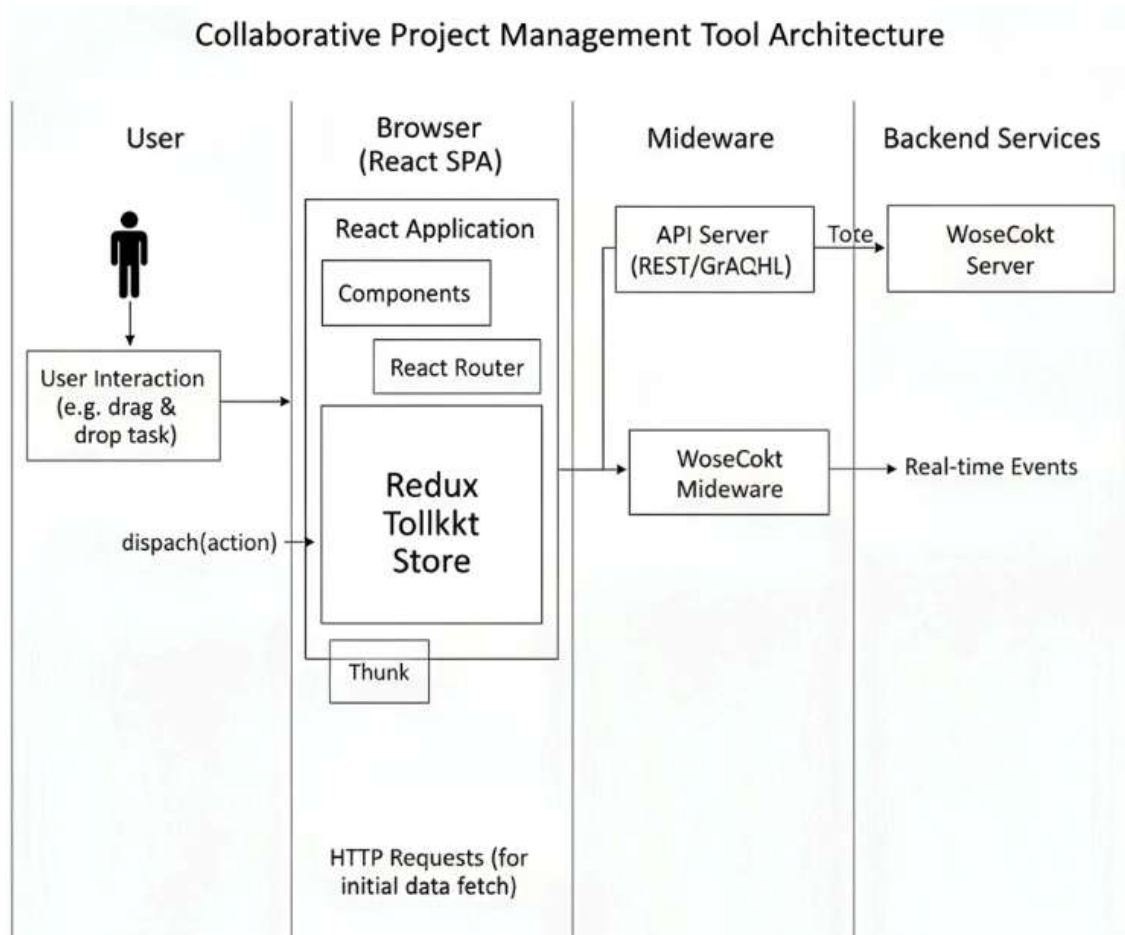 Collaborative Project Management Tool Architecture
User
Browser
(React SPA)
Mideware
Backend Services
React Application
Components
React Router
User Interaction
(e.g. drag &
drop task)
Redux
Tollkkt
Store
dispach(action)
Thunk
HTTP Requests (for
initial data fetch)
API Server
(REST/GrAQHL)
Tote
WoseCokt
Server
WoseCokt
Mideware
Real-time Events